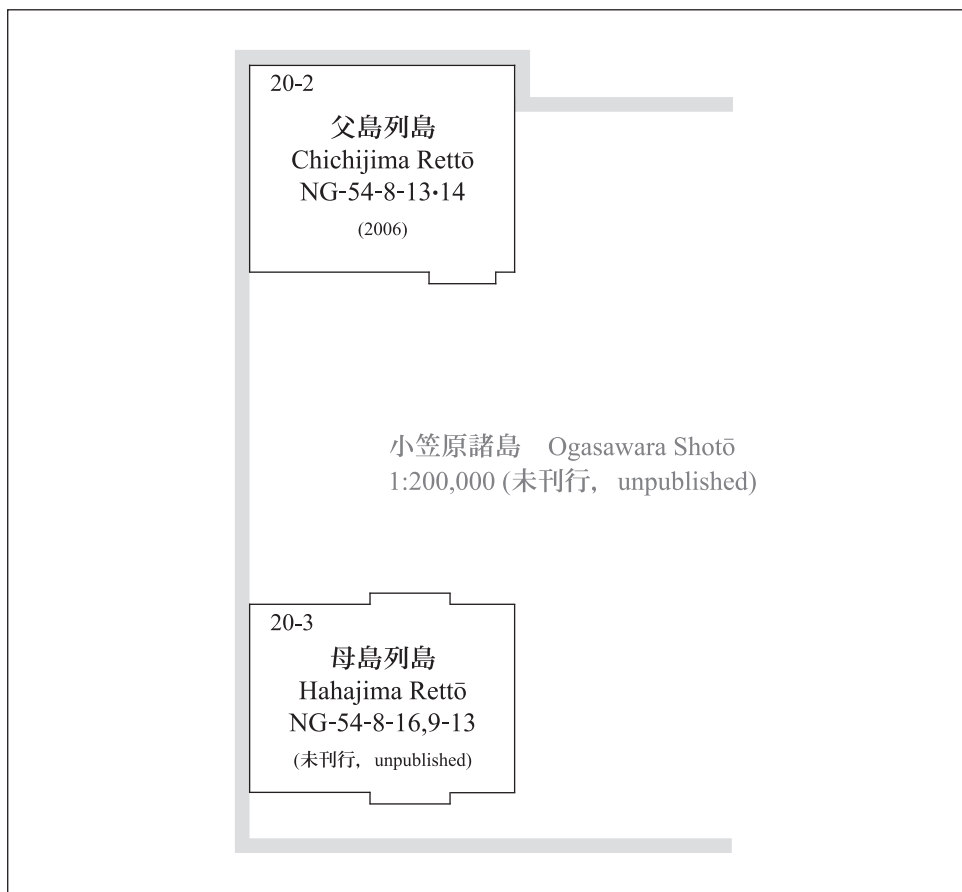 20-2
父島列島
Chichijima Rettō
NG-54-8-13･14
(2006)
小笠原諸島　Ogasawara Shotō
1:200,000 (未刊行，unpublished)
20-3
母島列島
Hahajima Rettō
NG-54-8-16,9-13
(未刊行，unpublished)